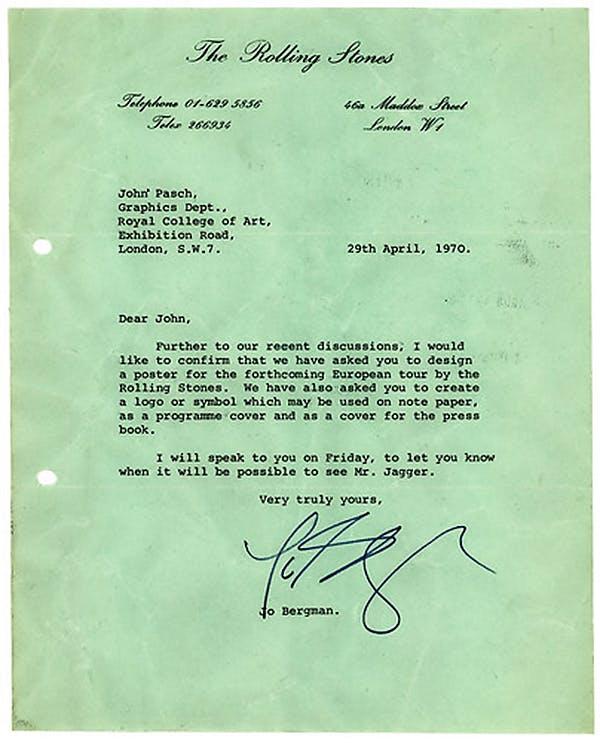 The Rolling Stones
Telephone 01-629 5856
Telex 266934
46a Maddox Street
London W1
John Pasch,
Graphics Dept.,
Royal College of Art,
Exhibition Road,
London, S.W.7.
29th April, 1970.
Dear John,
Further to our recent discussions, I would
like to confirm that we have asked you to design
a poster for the forthcoming European tour by the
Rolling Stones. We have also asked you to create
a logo or symbol which may be used on note paper,
as a programme cover and as a cover for the press
book.
I will speak to you on Friday, to let you know
when it will be possible to see Mr. Jagger.
Very truly yours,
Jo Bergman.